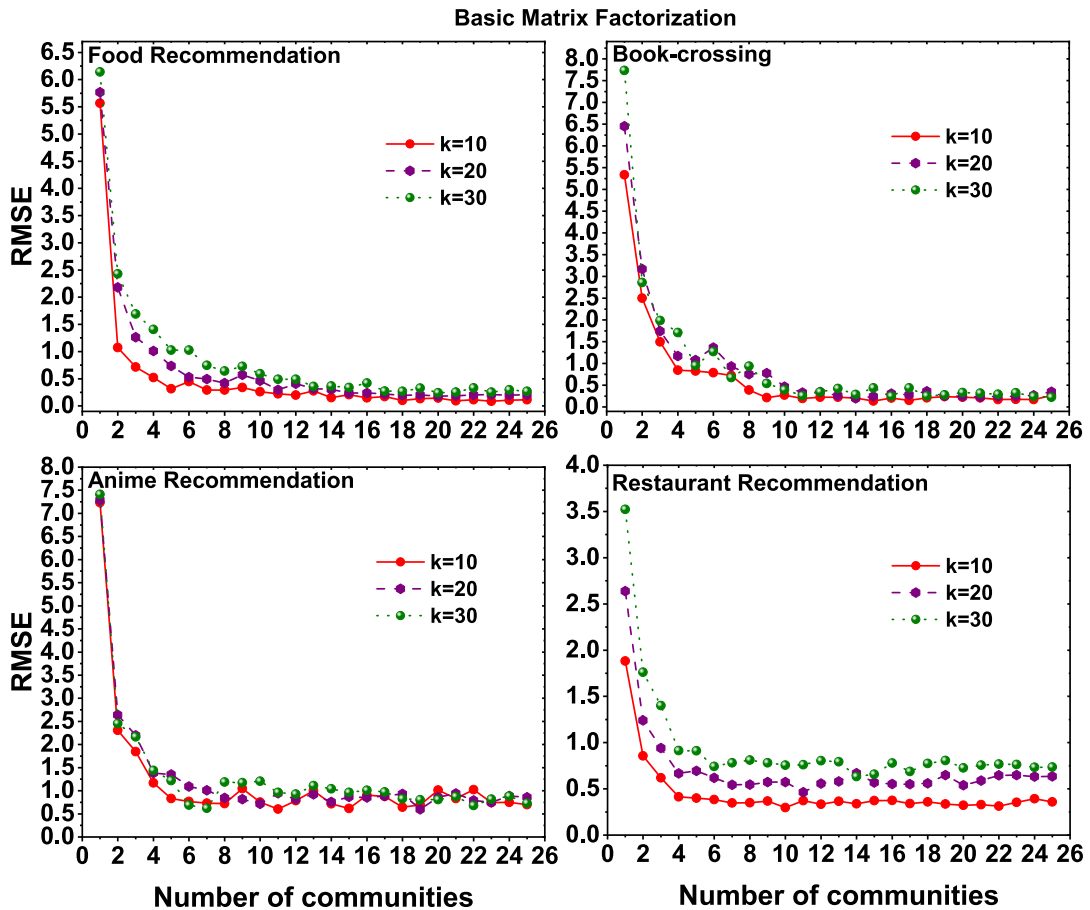 Basic Matrix Factorization
Food Recommendation
RMSE
6.5
6.0
5.5
5.0
4.5
4.0
3.5
3.0
2.5
2.0
1.5
1.0
0.5
0.0
k=10
k=20
k=30
0 2 4 6 8 10 12 14 16 18 20 22 24 26
Book-crossing
8.0
7.5
7.0
6.5
6.0
5.5
5.0
4.5
4.0
3.5
3.0
2.5
2.0
1.5
1.0
0.5
0.0
k=10
k=20
k=30
0 2 4 6 8 10 12 14 16 18 20 22 24 26
Anime Recommendation
RMSE
8.0
7.5
7.0
6.5
6.0
5.5
5.0
4.5
4.0
3.5
3.0
2.5
2.0
1.5
1.0
0.5
0.0
k=10
k=20
k=30
0 2 4 6 8 10 12 14 16 18 20 22 24 26
Number of communities
Restaurant Recommendation
4.0
3.5
3.0
2.5
2.0
1.5
1.0
0.5
0.0
k=10
k=20
k=30
0 2 4 6 8 10 12 14 16 18 20 22 24 26
Number of communities